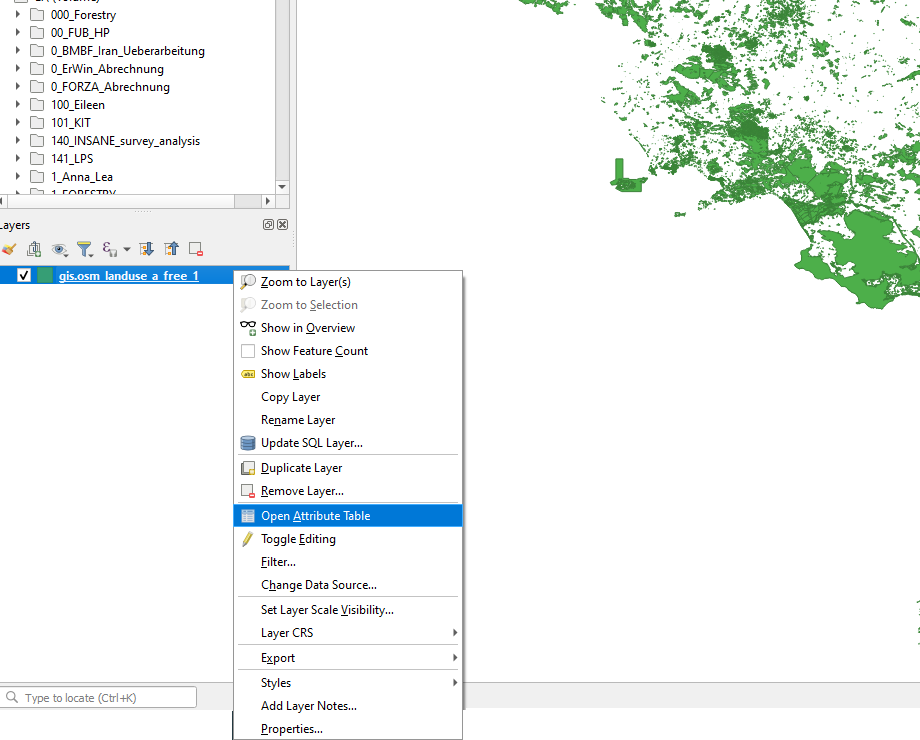 000_Forestry
00_FUB_HP
0_BMBF_Iran_Ueberarbeitung
0_ErWin_Abrechnung
0_FORZA_Abrechnung
100_Eileen
101_KIT
140_INSANE_survey_analysis
141_LPS
1_Anna_Lea
1_FORESTRY
Layers
gis.osm_landuse_a_free_1
Zoom to Layer(s)
Zoom to Selection
Show in Overview
Show Feature Count
abc Show Labels
Copy Layer
Rename Layer
Update SQL Layer...
Duplicate Layer
Remove Layer...
Open Attribute Table
Toggle Editing
Filter...
Change Data Source...
Set Layer Scale Visibility...
Layer CRS
Export
Styles
Add Layer Notes...
Properties...
Type to locate (Ctrl+K)